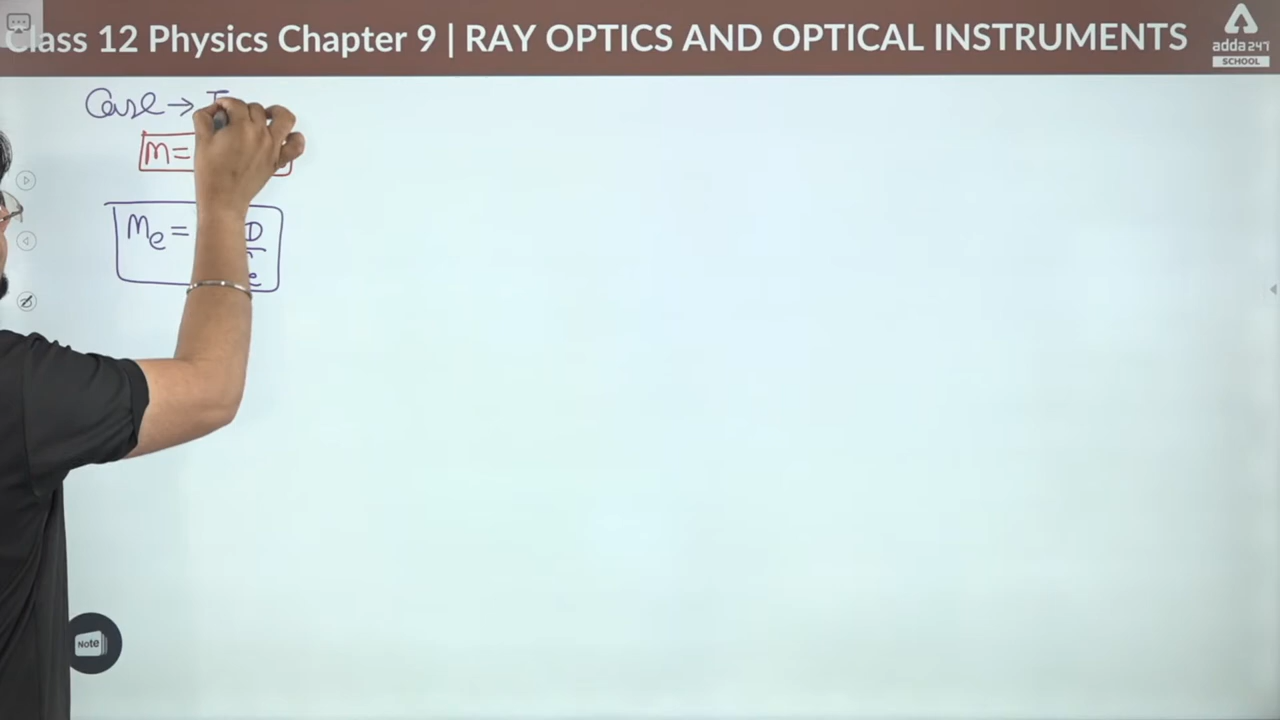 Class 12 Physics Chapter 9 | RAY OPTICS AND OPTICAL INSTRUMENTS
adda247
SCHOOL
Case → I
m=
me = D
e
Note